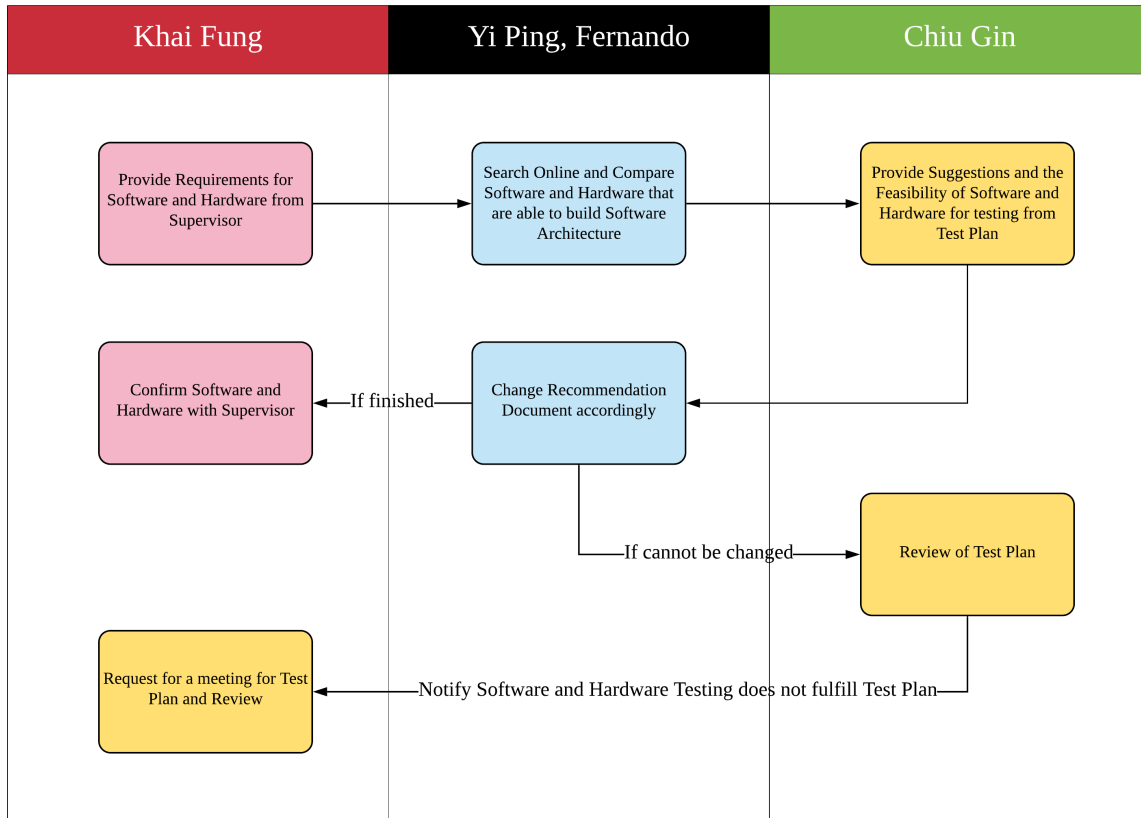 Khai Fung
Yi Ping, Fernando
Chiu Gin
Provide Requirements for
Software and Hardware from
Supervisor
Search Online and Compare
Software and Hardware that
are able to build Software
Architecture
Provide Suggestions and the
Feasibility of Software and
Hardware for testing from
Test Plan
Confirm Software and
Hardware with Supervisor
If finished
Change Recommendation
Document accordingly
If cannot be changed
Review of Test Plan
Request for a meeting for Test
Plan and Review
Notify Software and Hardware Testing does not fulfill Test Plan